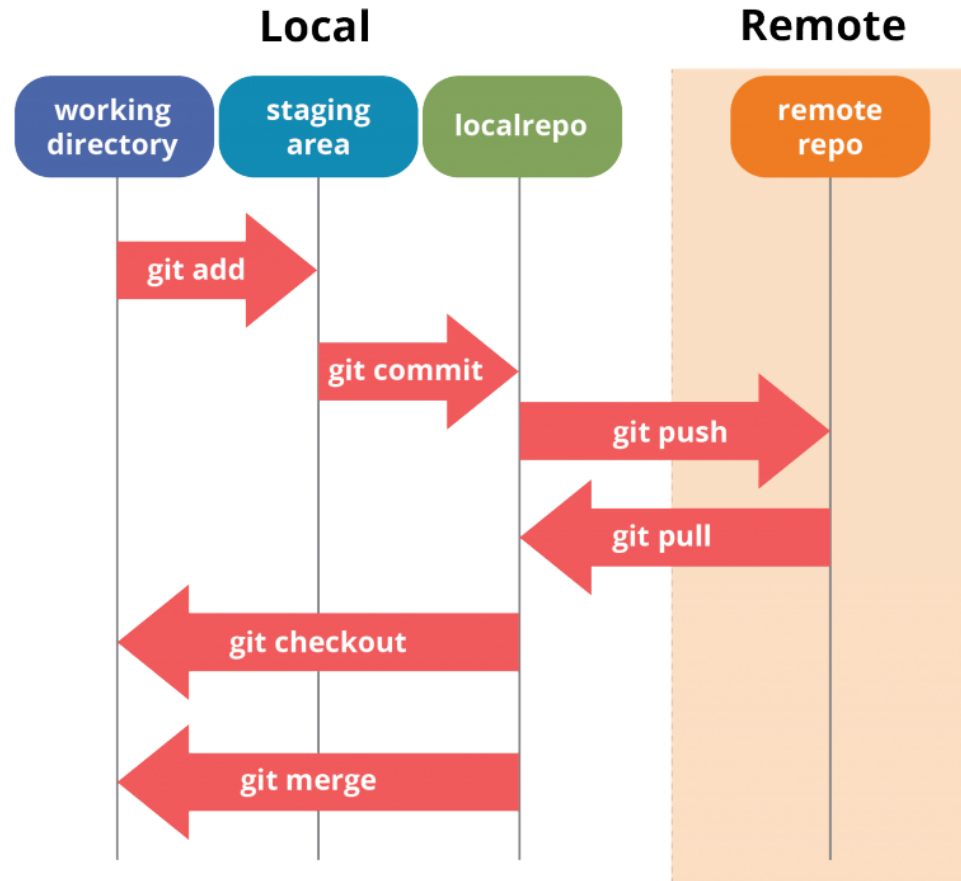 Local
Remote
working
directory
staging
area
localrepo
remote
repo
git add
git commit
git push
git pull
git checkout
git merge